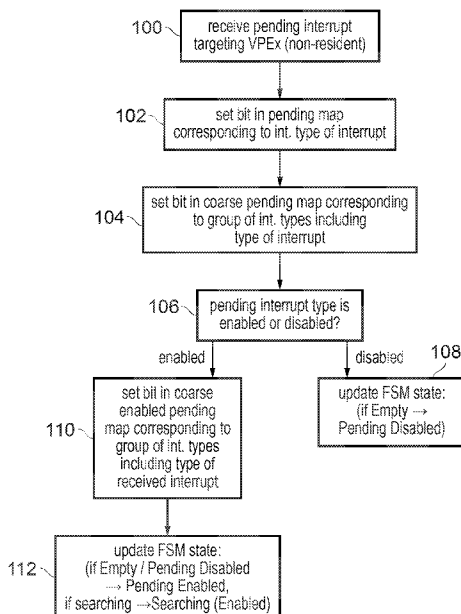 100
receive pending interrupt
targeting VPEx (non-resident)
102
set bit in pending map
corresponding to int. type of interrupt
104
set bit in coarse pending map corresponding
to group of int. types including
type of interrupt
106
pending interrupt type is
enabled or disabled?
enabled
disabled
108
update FSM state:
(if Empty →
Pending Disabled)
110
set bit in coarse
enabled pending
map corresponding to
group of int. types
including type of
received interrupt
112
update FSM state:
(if Empty / Pending Disabled
→ Pending Enabled,
if searching →Searching (Enabled)